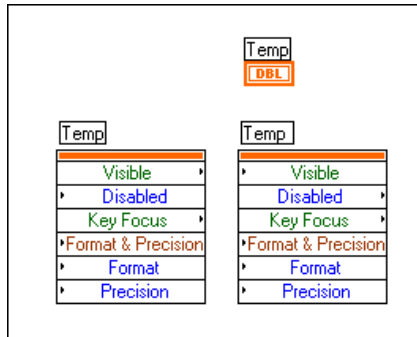 Temp
DBL
Temp
Visible
Disabled
Key Focus
Format & Precision
Format
Precision
Temp
Visible
Disabled
Key Focus
Format & Precision
Format
Precision